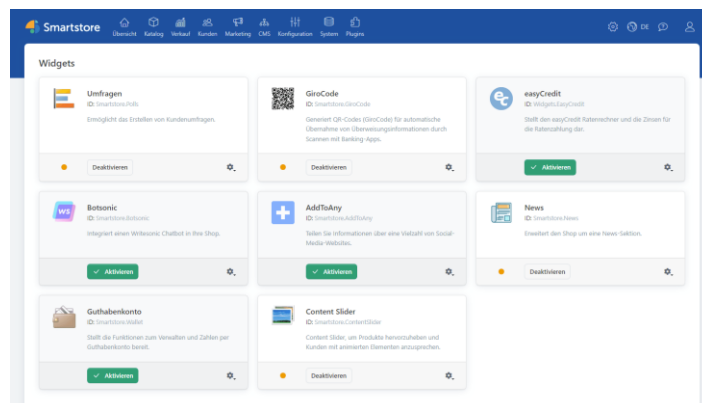 Smartstore
Übersicht Katalog Verkauf Kunden Marketing CMS Konfiguration System Plugins
DE
Widgets
Umfragen
ID: Smartstore.Polls
Ermöglicht das Erstellen von Kundenumfragen.
Deaktivieren
GiroCode
ID: Smartstore.GiroCode
Generiert QR-Codes (GiroCode) für automatische
Übernahme von Überweisungsinformationen durch
Scannen mit Banking-Apps.
Deaktivieren
easyCredit
ID: Widgets.EasyCredit
Stellt den easyCredit Ratenrechner und die Zinsen für
die Ratenzahlung dar.
Aktivieren
WS
Botsonic
ID: Smartstore.Botsonic
Integriert einen Writesonic Chatbot in Ihre Shop.
Aktivieren
AddToAny
ID: Smartstore.AddToAny
Teilen Sie Informationen über eine Vielzahl von Social-
Media-Websites.
Aktivieren
News
ID: Smartstore.News
Erweitert den Shop um eine News-Sektion.
Deaktivieren
Guthabenkonto
ID: Smartstore.Wallet
Stellt die Funktionen zum Verwalten und Zahlen per
Guthabenkonto bereit.
Aktivieren
Content Slider
ID: Smartstore.ContentSlider
Content Slider, um Produkte hervorzuheben und
Kunden mit animierten Elementen anzusprechen.
Deaktivieren